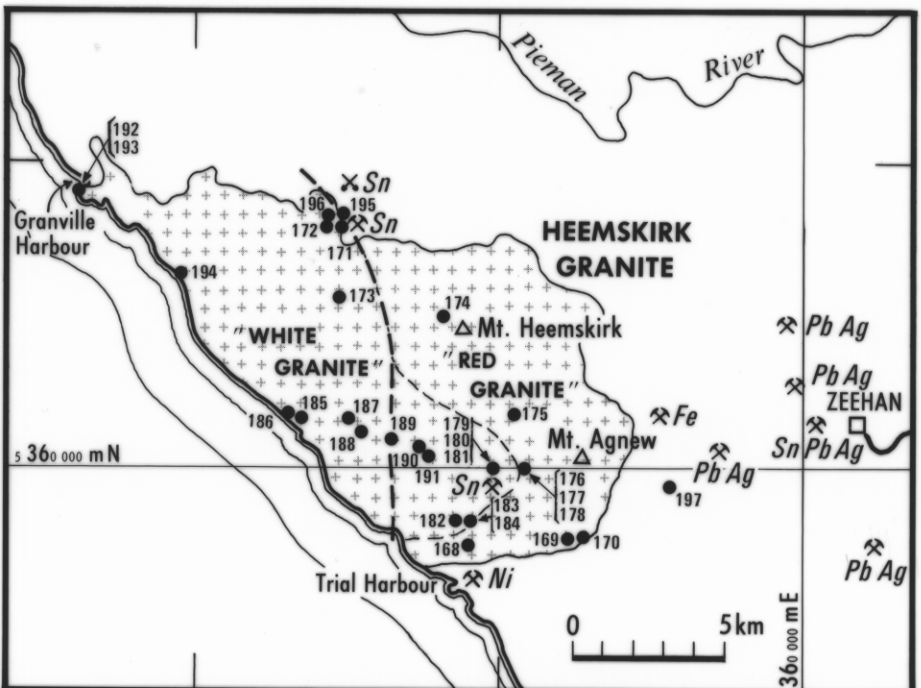 Pieman
River
192
193
Sn
196
195
172
Sn
171
Granville
Harbour
HEEMSKIRK
GRANITE
194
173
174
Mt. Heemskirk
Pb Ag
"WHITE
GRANITE"
"RED
GRANITE"
Pb Ag
ZEEHAN
186
185
187
188
189
175
179
180
181
Mt. Agnew
Fe
Sn Pb Ag
190
191
5 360 000 mN
Pb Ag
Sn
176
177
178
197
183
184
182
168
169
170
Pb Ag
Trial Harbour
Ni
0
5km
360 000 mE